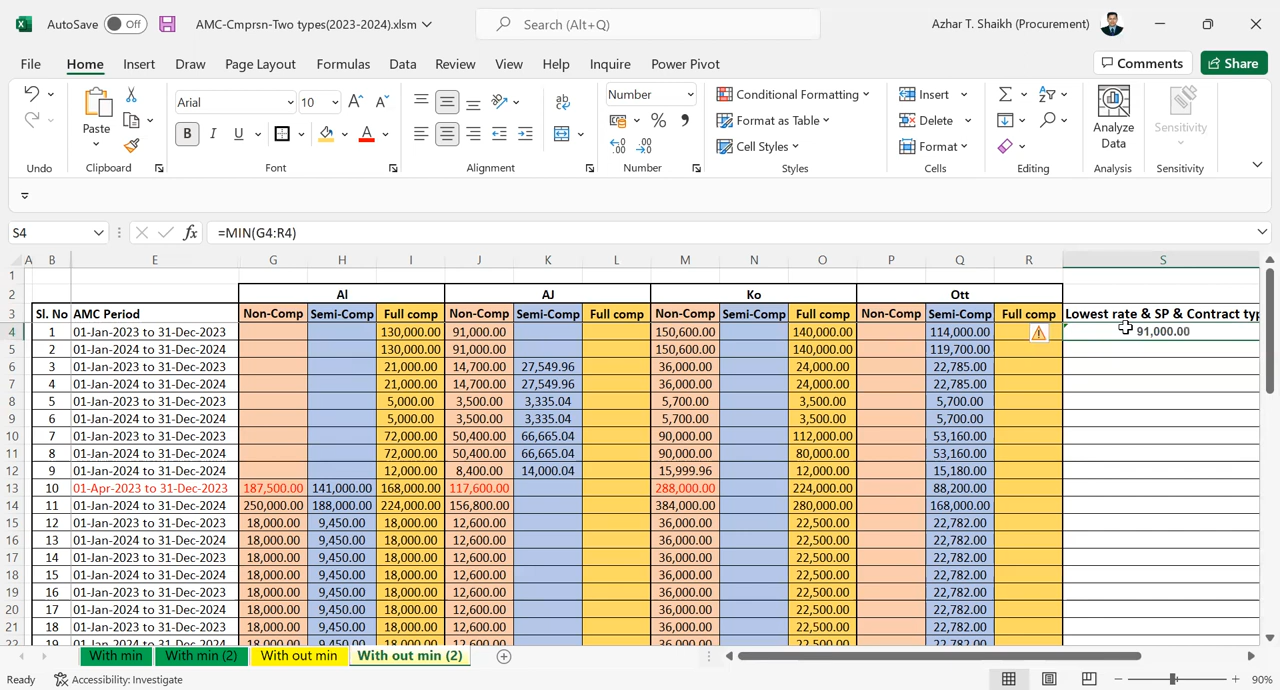 AutoSave Off AMC-Cmprsn-Two types(2023-2024).xlsm Search (Alt+Q) Azhar T. Shaikh (Procurement)
File Home Insert Draw Page Layout Formulas Data Review View Help Inquire Power Pivot Comments Share
Arial 10 Number Conditional Formatting Insert
Paste Format as Table Delete Analyze Data Sensitivity
B I U Cell Styles Format
Undo Clipboard Font Alignment Number Styles Cells Editing Analysis Sensitivity
S4 fx =MIN(G4:R4)
A B E G H I J K L M N O P Q R S
1
2 Al AJ Ko Ott
3 Sl. No AMC Period Non-Comp Semi-Comp Full comp Non-Comp Semi-Comp Full comp Non-Comp Semi-Comp Full comp Non-Comp Semi-Comp Full comp Lowest rate & SP & Contract typ
4 1 01-Jan-2023 to 31-Dec-2023 130,000.00 91,000.00 150,600.00 140,000.00 114,000.00 91,000.00
5 2 01-Jan-2024 to 31-Dec-2024 130,000.00 91,000.00 150,600.00 140,000.00 119,700.00
6 3 01-Jan-2023 to 31-Dec-2023 21,000.00 14,700.00 27,549.96 36,000.00 24,000.00 22,785.00
7 4 01-Jan-2024 to 31-Dec-2024 21,000.00 14,700.00 27,549.96 36,000.00 24,000.00 22,785.00
8 5 01-Jan-2023 to 31-Dec-2023 5,000.00 3,500.00 3,335.04 5,700.00 3,500.00 5,700.00
9 6 01-Jan-2024 to 31-Dec-2024 5,000.00 3,500.00 3,335.04 5,700.00 3,500.00 5,700.00
10 7 01-Jan-2023 to 31-Dec-2023 72,000.00 50,400.00 66,665.04 90,000.00 112,000.00 53,160.00
11 8 01-Jan-2024 to 31-Dec-2024 72,000.00 50,400.00 66,665.04 90,000.00 80,000.00 53,160.00
12 9 01-Jan-2023 to 31-Dec-2023 12,000.00 8,400.00 14,000.04 15,999.96 12,000.00 15,180.00
13 10 01-Apr-2023 to 31-Dec-2023 187,500.00 141,000.00 168,000.00 117,600.00 288,000.00 224,000.00 88,200.00
14 11 01-Jan-2024 to 31-Dec-2024 250,000.00 188,000.00 224,000.00 156,800.00 384,000.00 280,000.00 168,000.00
15 12 01-Jan-2023 to 31-Dec-2023 18,000.00 9,450.00 18,000.00 12,600.00 36,000.00 22,500.00 22,782.00
16 13 01-Jan-2024 to 31-Dec-2024 18,000.00 9,450.00 18,000.00 12,600.00 36,000.00 22,500.00 22,782.00
17 14 01-Jan-2023 to 31-Dec-2023 18,000.00 9,450.00 18,000.00 12,600.00 36,000.00 22,500.00 22,782.00
18 15 01-Jan-2024 to 31-Dec-2024 18,000.00 9,450.00 18,000.00 12,600.00 36,000.00 22,500.00 22,782.00
19 16 01-Jan-2023 to 31-Dec-2023 18,000.00 9,450.00 18,000.00 12,600.00 36,000.00 22,500.00 22,782.00
20 17 01-Jan-2024 to 31-Dec-2024 18,000.00 9,450.00 18,000.00 12,600.00 36,000.00 22,500.00 22,782.00
21 18 01-Jan-2023 to 31-Dec-2023 18,000.00 9,450.00 18,000.00 12,600.00 36,000.00 22,500.00 22,782.00
22 19 01-Jan-2024 to 31-Dec-2024 18,000.00 9,450.00 18,000.00 12,600.00 36,000.00 22,500.00 22,782.00
With min With min (2) With out min With out min (2)
Ready Accessibility: Investigate 90%